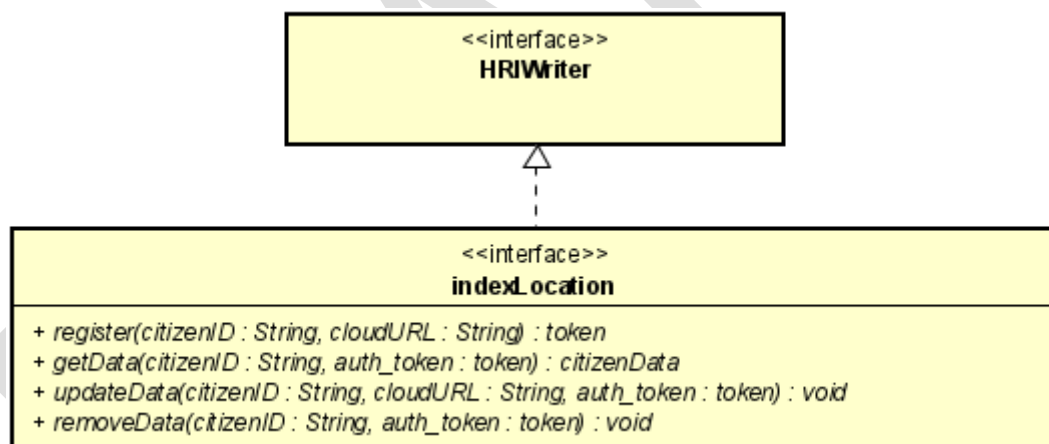 <<interface>>
HRIWriter
<<interface>>
indexLocation
+ register(citizenID : String, cloudURL : String) : token
+ getData(citizenID : String, auth_token : token) : citizenData
+ updateData(citizenID : String, cloudURL : String, auth_token : token) : void
+ removeData(citizenID : String, auth_token : token) : void